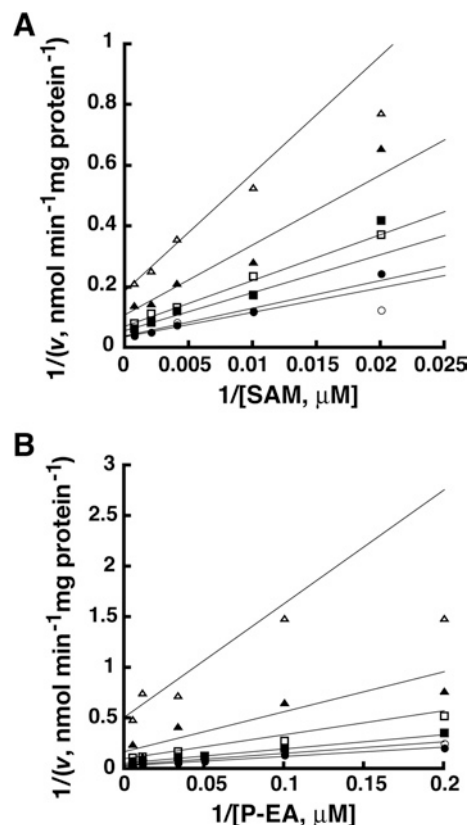 A
1/(v, nmol min⁻¹mg protein⁻¹)
1
0.8
0.6
0.4
0.2
0
0 0.005 0.01 0.015 0.02 0.025
1/[SAM, μM]
B
1/(v, nmol min⁻¹mg protein⁻¹)
3
2.5
2
1.5
1
0.5
0
0 0.05 0.1 0.15 0.2
1/[P-EA, μM]